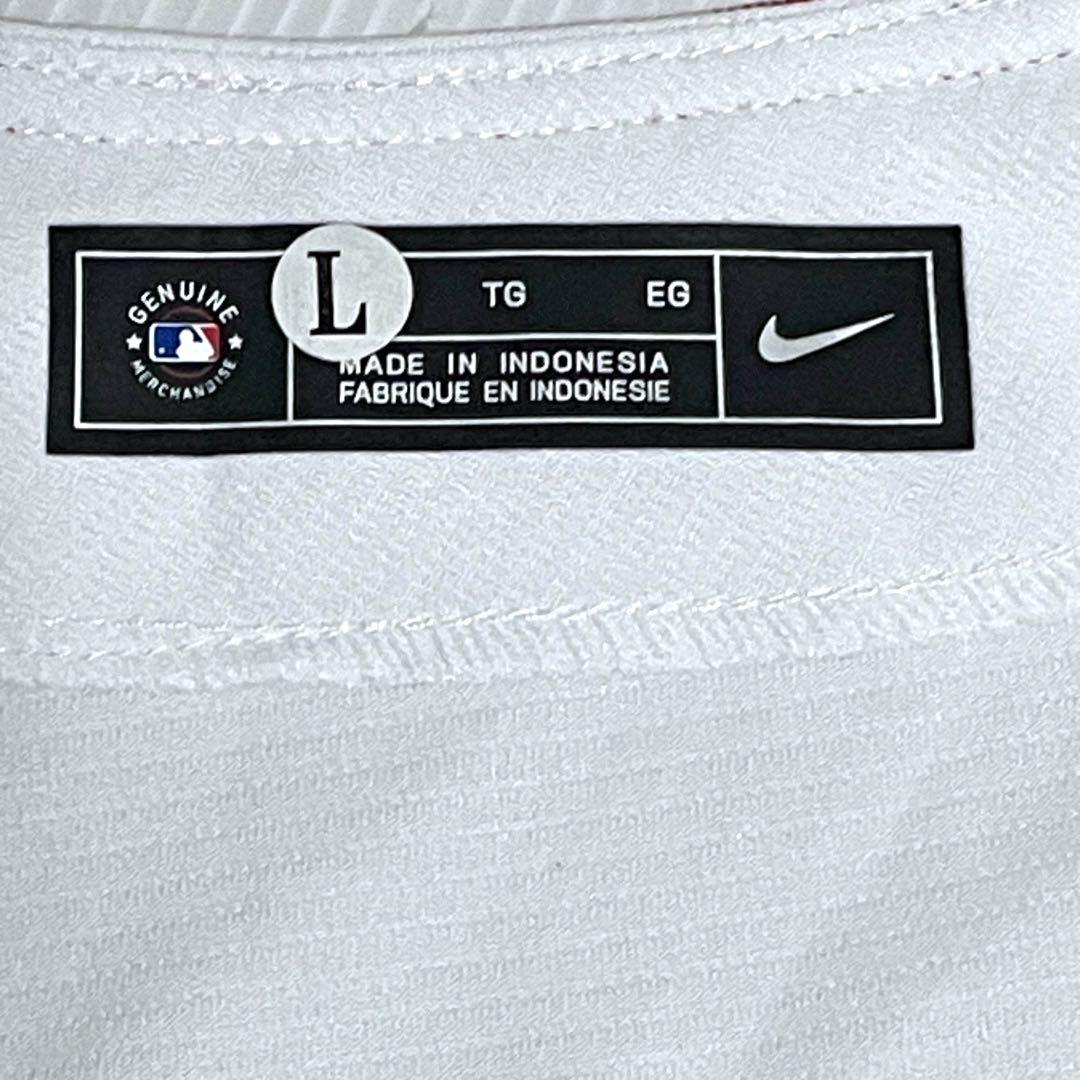 GENUINE
MERCHANDISE
L TG EG
MADE IN INDONESIA
FABRIQUE EN INDONESIE